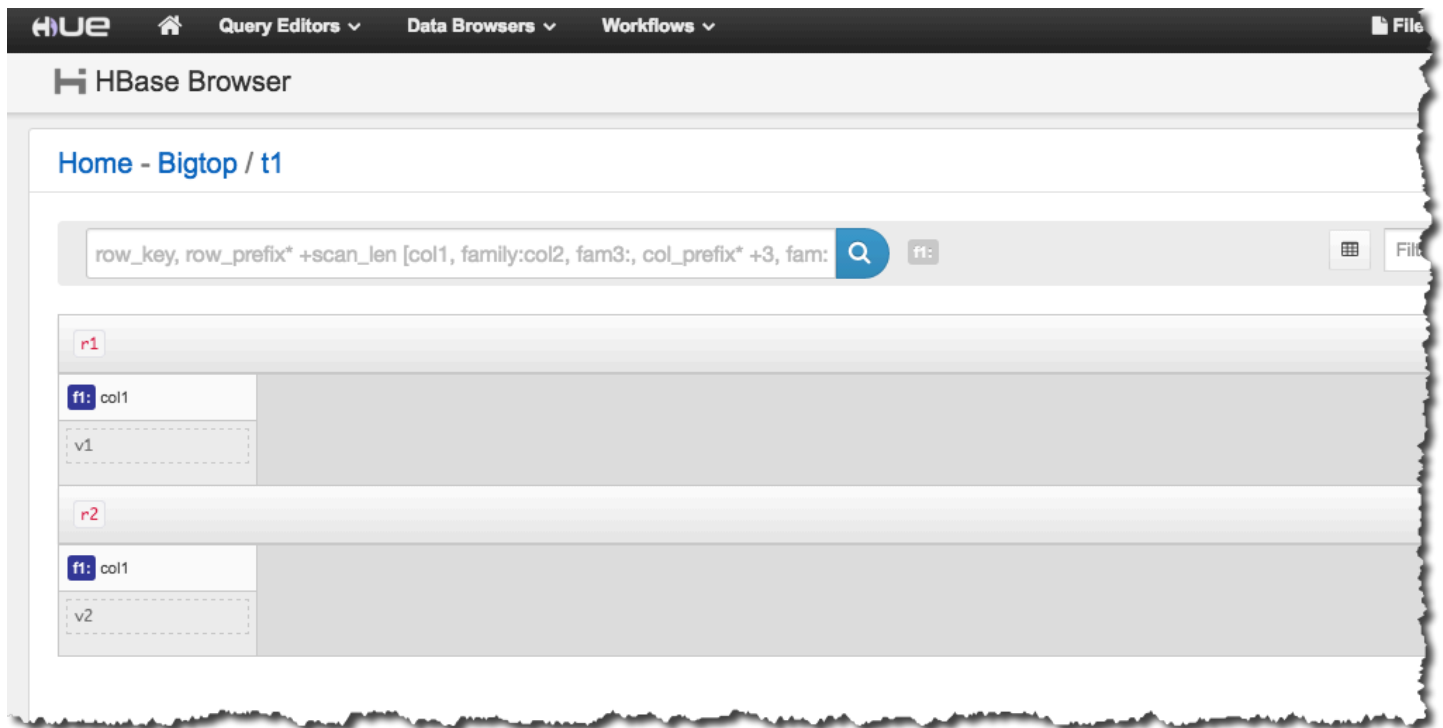 HUE Query Editors Data Browsers Workflows File
HBase Browser
Home - Bigtop / t1
row_key, row_prefix* +scan_len [col1, family:col2, fam3:, col_prefix* +3, fam: f1:
r1
f1: col1
v1
r2
f1: col1
v2